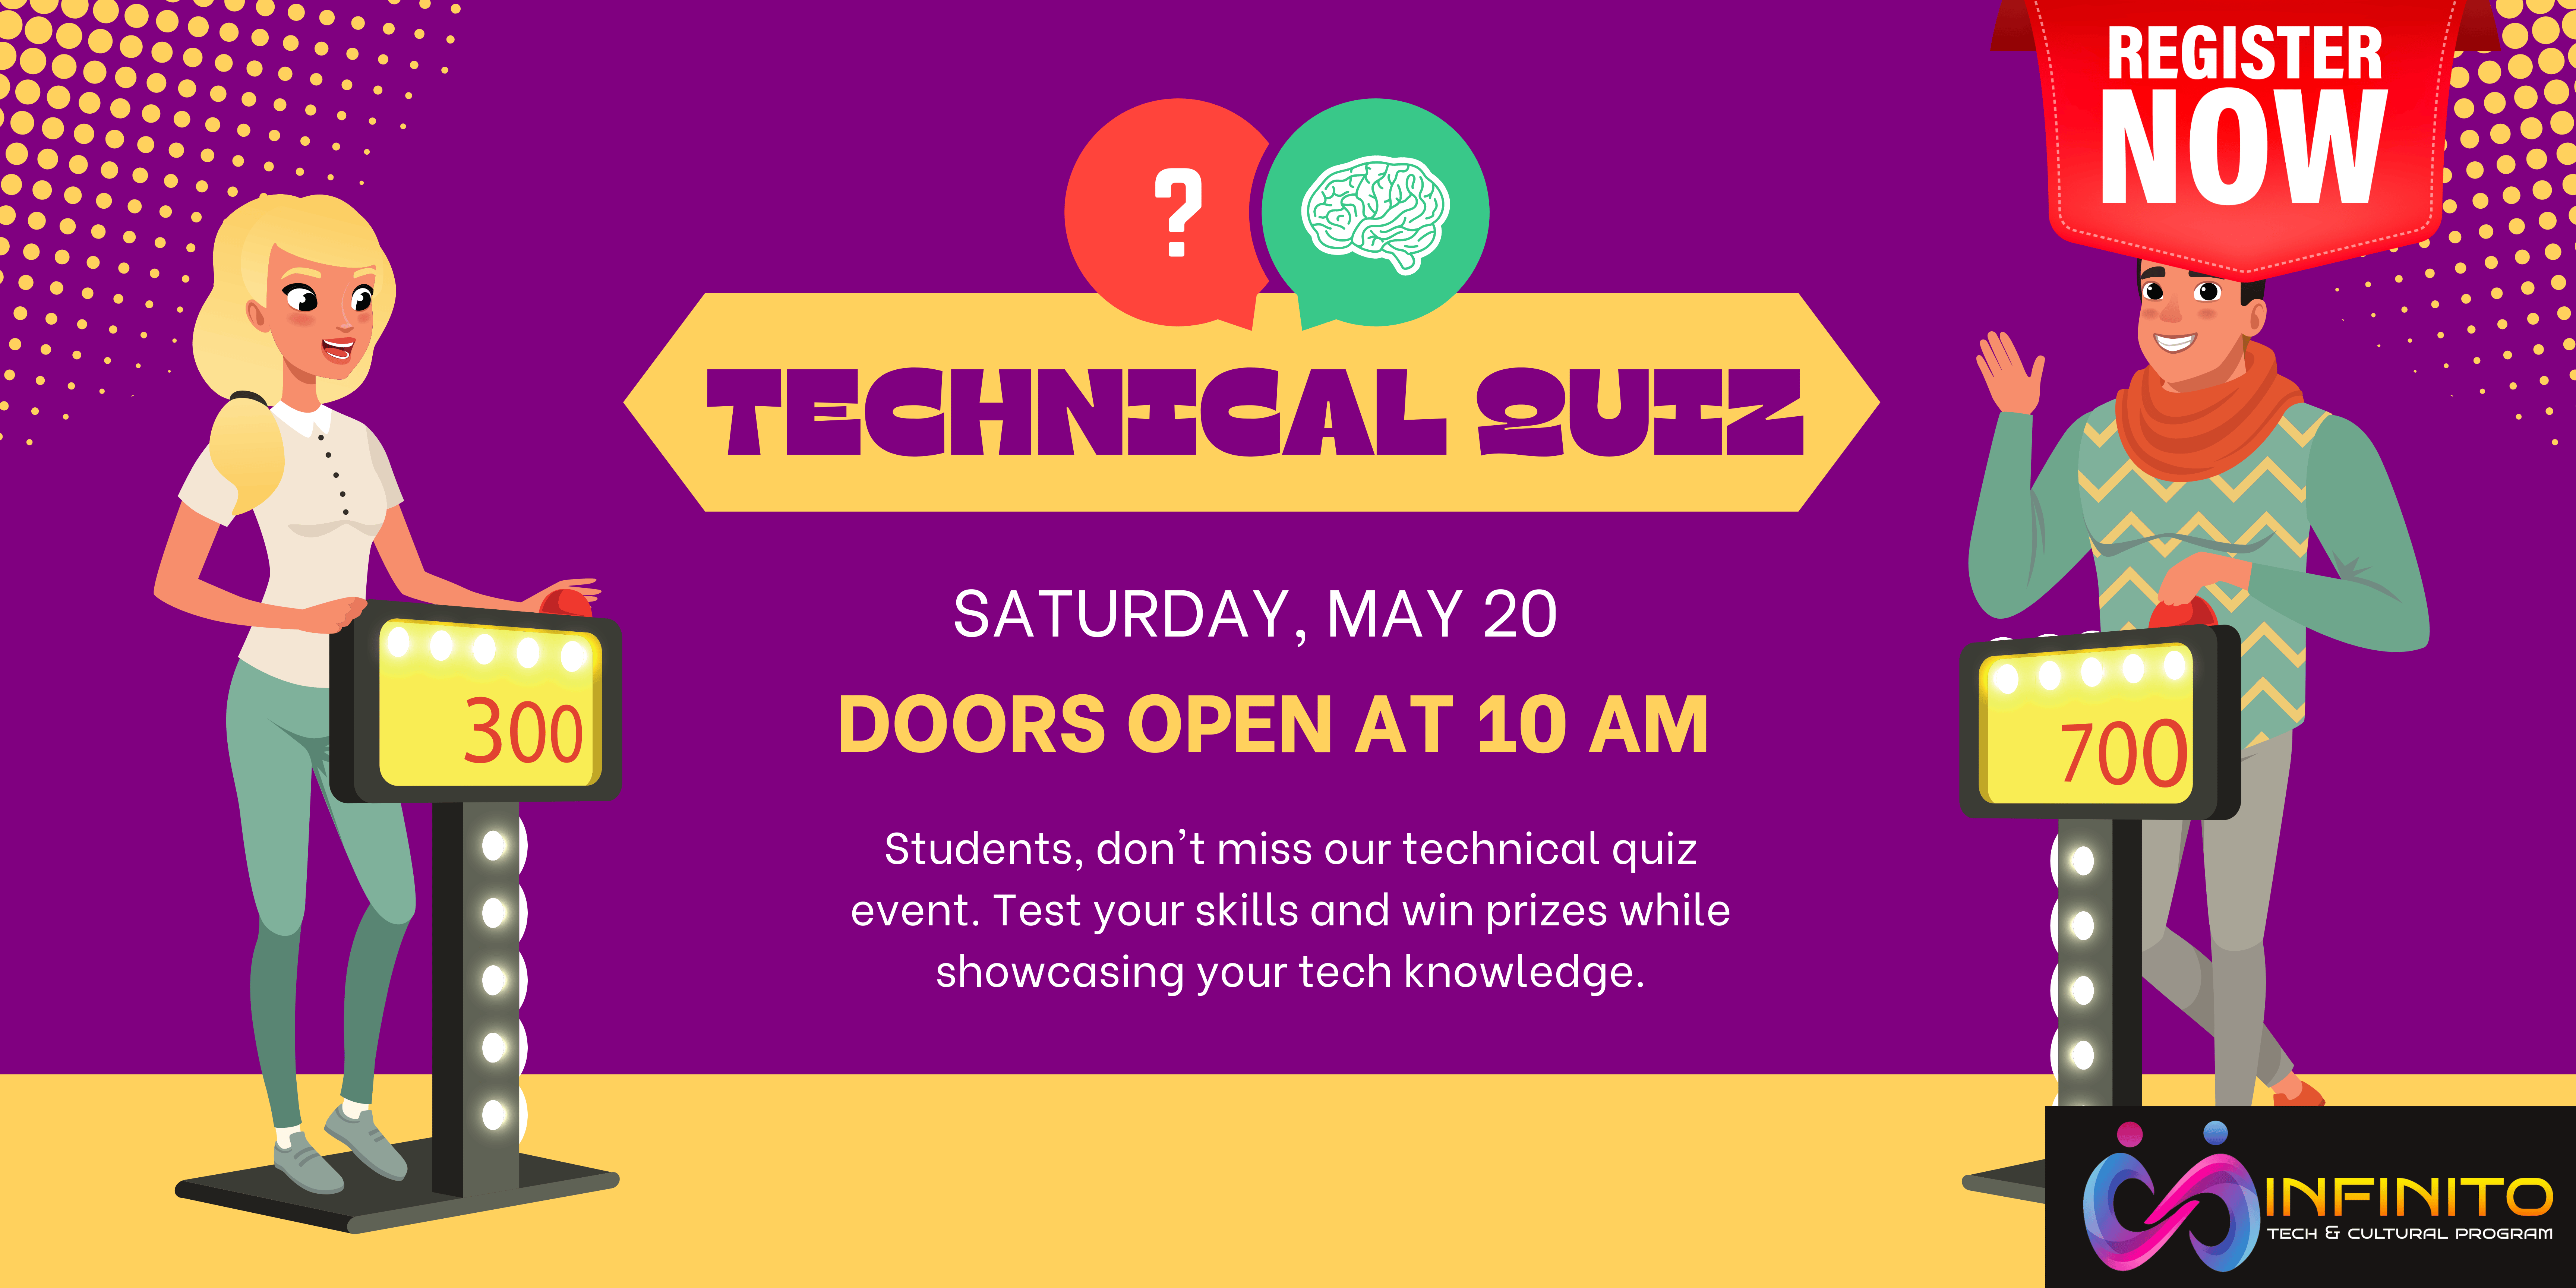 REGISTER
NOW
?
TECHNICAL QUIZ
SATURDAY, MAY 20
DOORS OPEN AT 10 AM
300
700
Students, don't miss our technical quiz
event. Test your skills and win prizes while
showcasing your tech knowledge.
INFINITO
TECH & CULTURAL PROGRAM